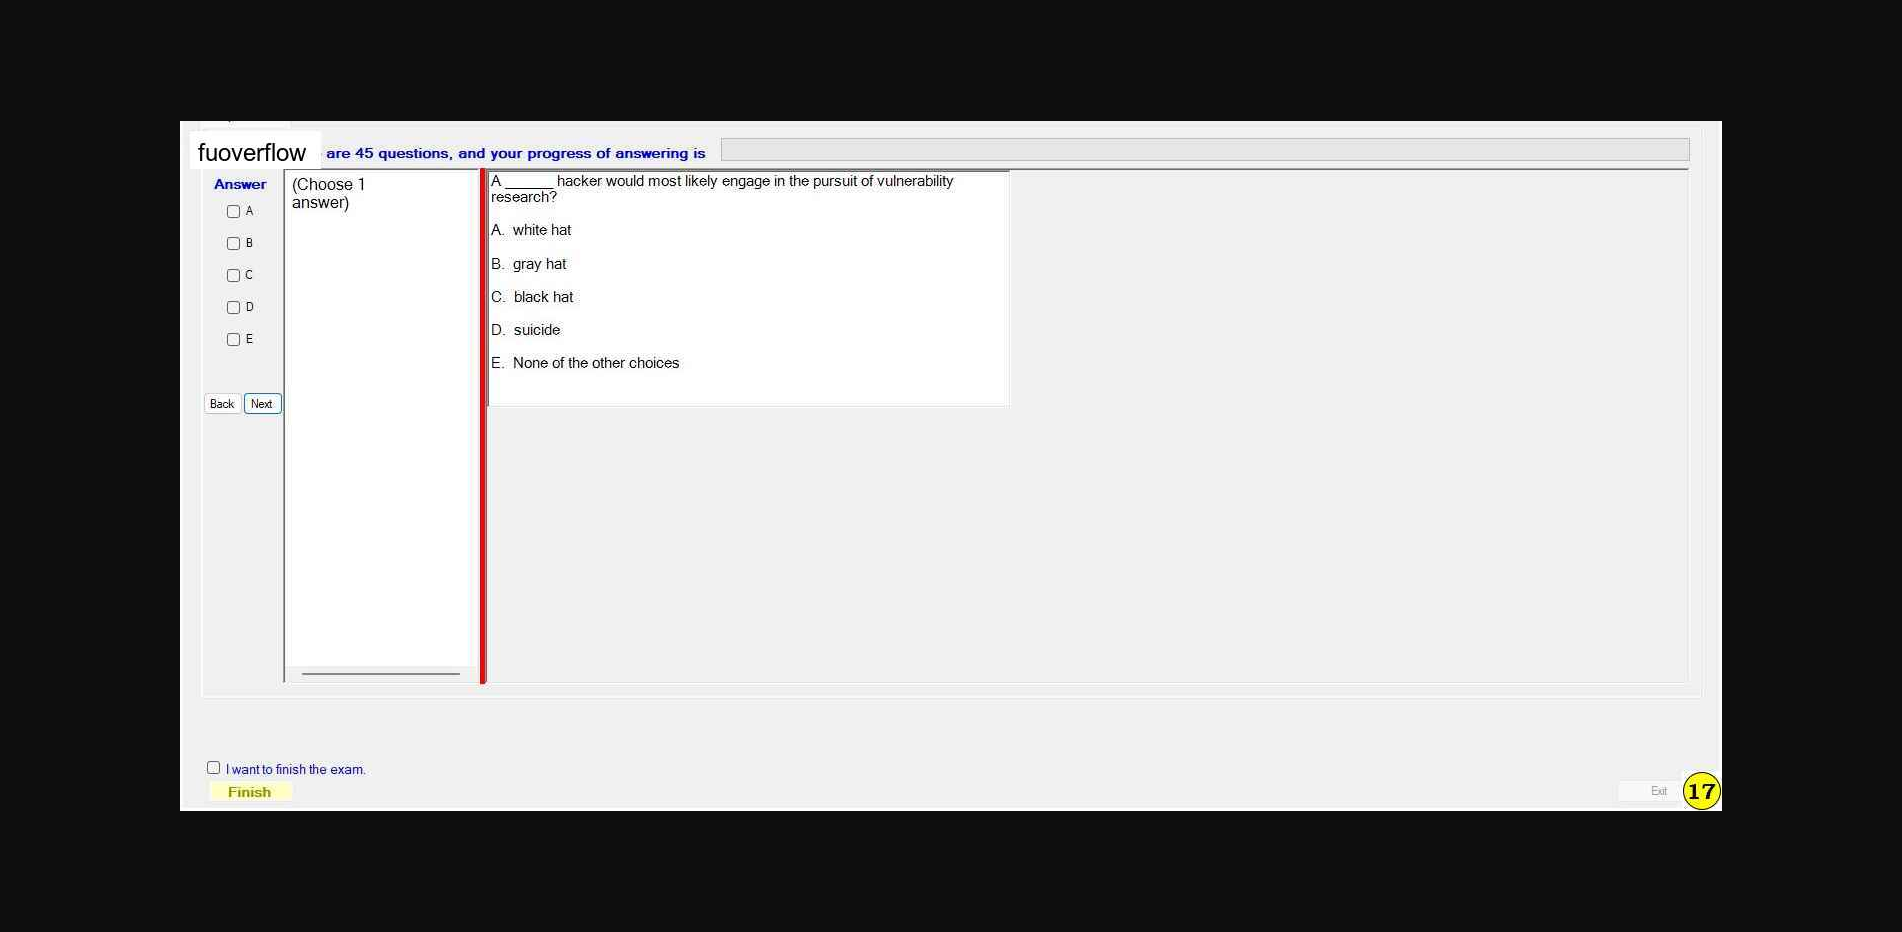 fuoverflow are 45 questions, and your progress of answering is
Answer
A
B
C
D
E
Back Next
(Choose 1
answer)
A ______ hacker would most likely engage in the pursuit of vulnerability
research?
A. white hat
B. gray hat
C. black hat
D. suicide
E. None of the other choices
I want to finish the exam.
Finish
Exit
17